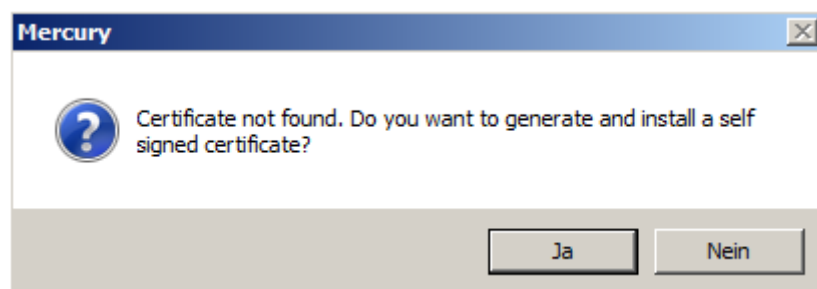 Mercury
Certificate not found. Do you want to generate and install a self
signed certificate?
Ja
Nein